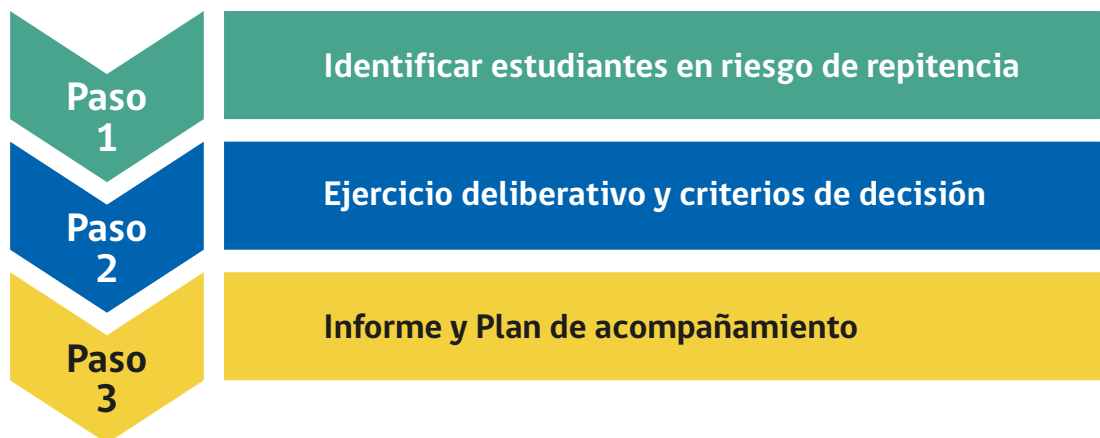 Paso
1
Identificar estudiantes en riesgo de repitencia
Paso
2
Ejercicio deliberativo y criterios de decisión
Paso
3
Informe y Plan de acompañamiento